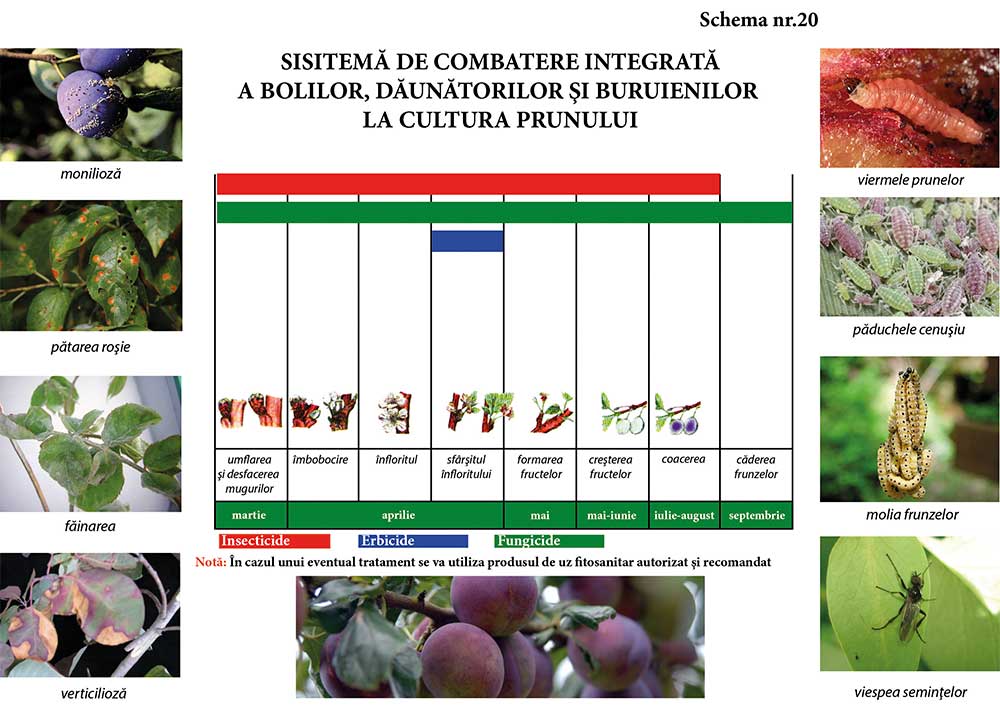 Schema nr.20
SISITEMĂ DE COMBATERE INTEGRATĂ
A BOLILOR, DĂUNĂTORILOR ŞI BURUIENILOR
LA CULTURA PRUNULUI
monilioză
pătarea roşie
făinarea
verticilioză
viermele prunelor
păduchele cenuşiu
molia frunzelor
viespea seminţelor
umflarea
şi desfacerea
mugurilor
îmbobocire
înfloritul
sfârşitul
înfloritului
formarea
fructelor
creşterea
fructelor
coacerea
căderea
frunzelor
martie
aprilie
mai
mai-iunie
iulie-august
septembrie
Insecticide
Erbicide
Fungicide
Notă: În cazul unui eventual tratament se va utiliza produsul de uz fitosanitar autorizat şi recomandat